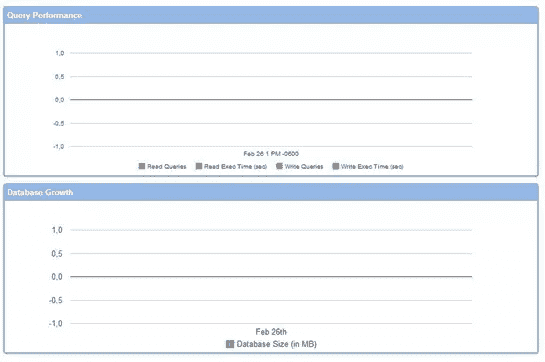 Query Performance
1,0
0,5
0,0
-0,5
-1,0
Feb 26 1 PM -0600
Read Queries Read Exec Time (sec) Write Queries Write Exec Time (sec)
Database Growth
1,0
0,5
0,0
-0,5
-1,0
Feb 26th
Database Size (in MB)